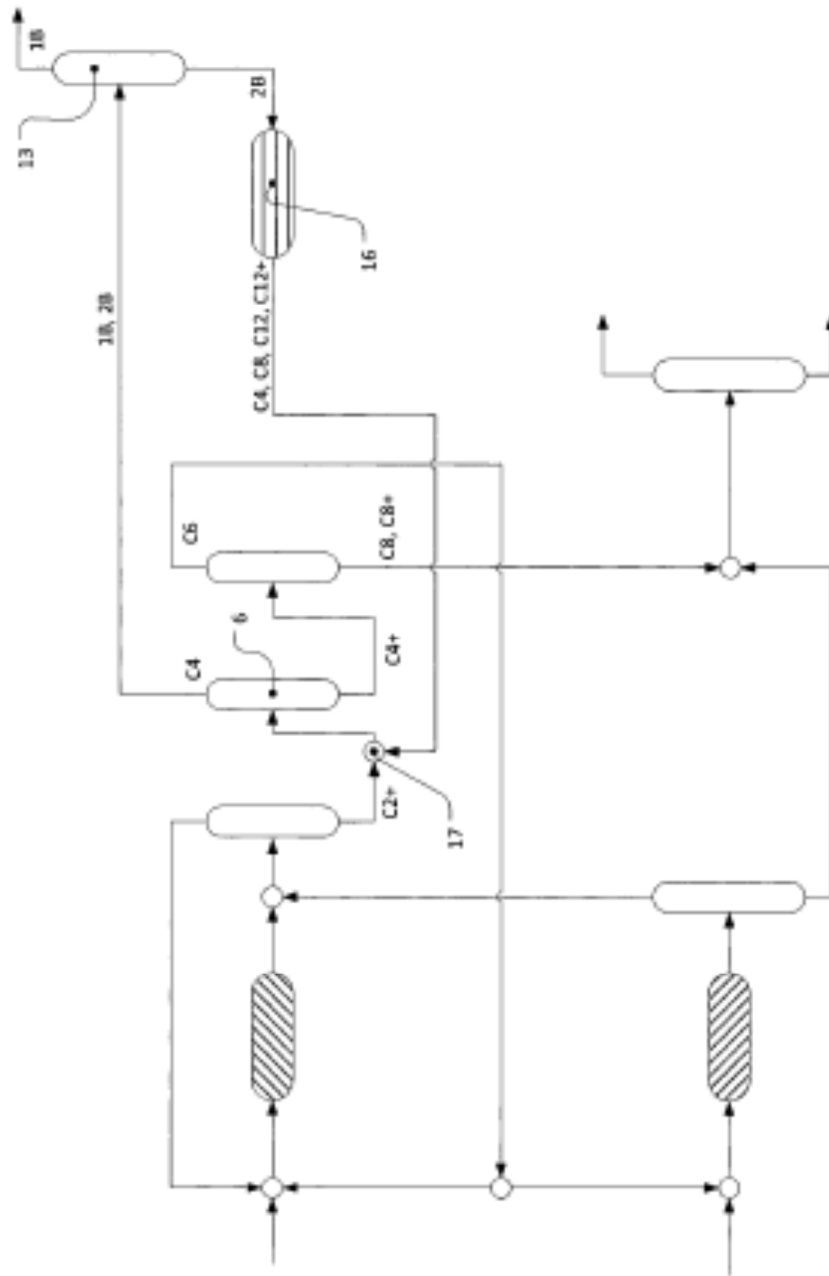 1B
13
2B
16
1B, 2B
C4, C8, C12, C12+
C6
C8, C8+
6
C4
C4+
C2+
17